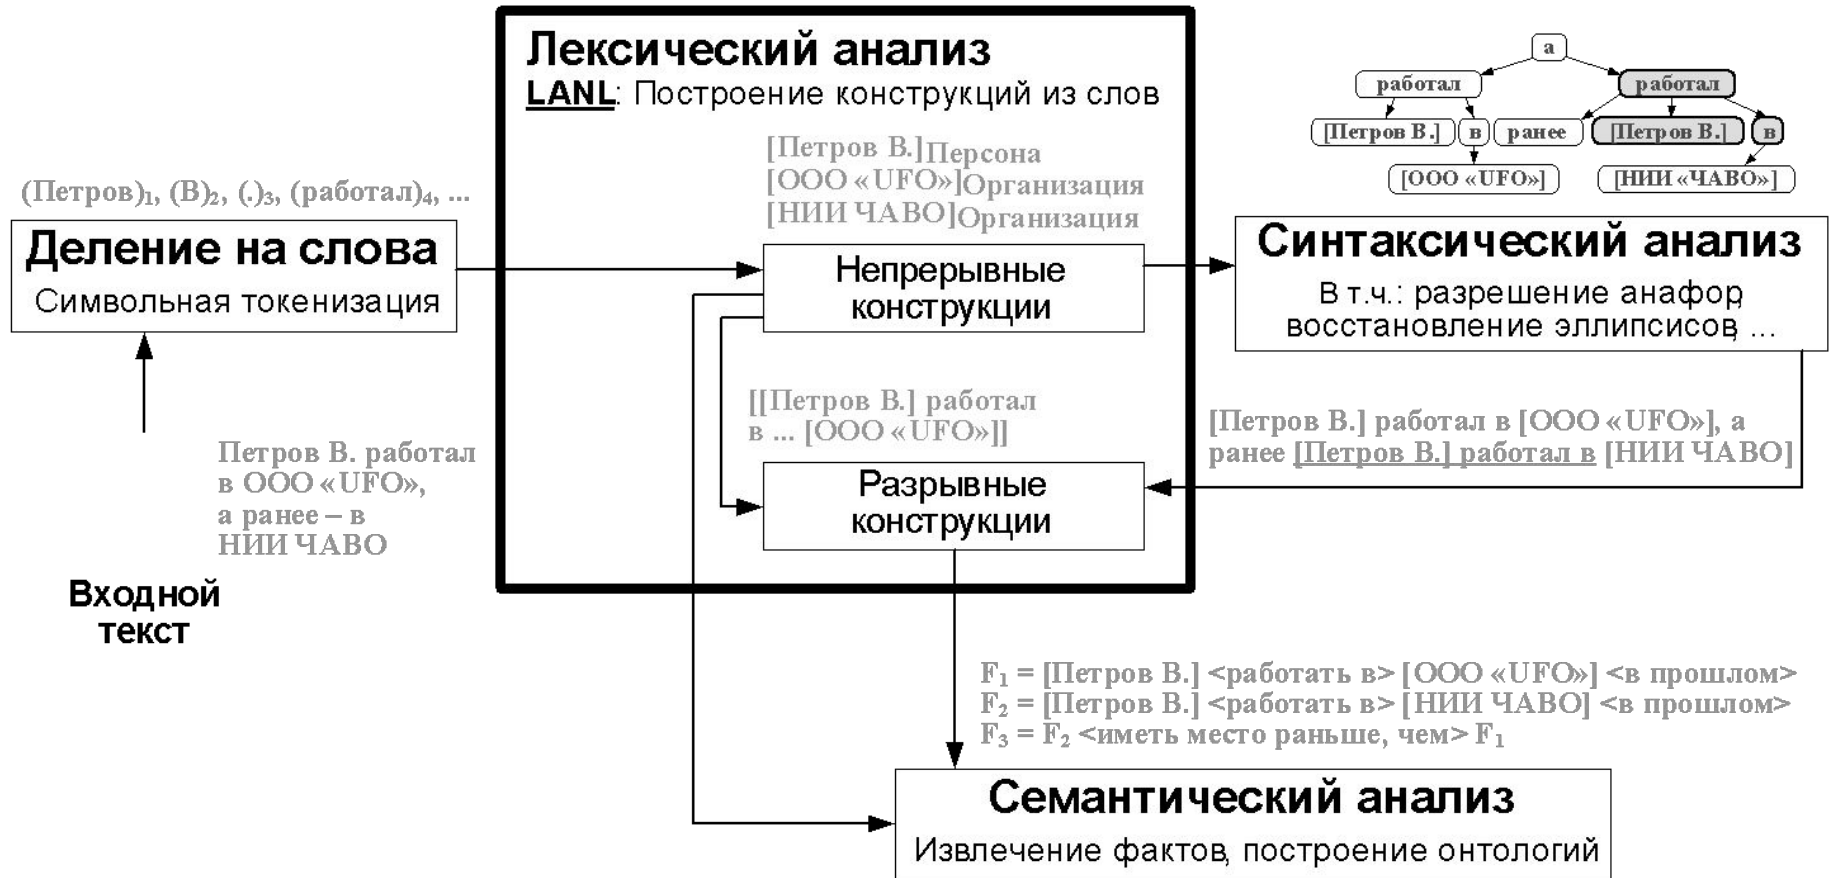 Лексический анализ
LANL: Построение конструкций из слов
[Петров В.]Персона
[ООО «UFO»]Организация
[НИИ ЧАВО]Организация
Непрерывные
конструкции
[[Петров В.] работал
в ... [ООО «UFO»]]
Разрывные
конструкции
(Петров)₁, (В)₂, (.)₃, (работал)₄, ...
Деление на слова
Символьная токенизация
Петров В. работал
в ООО «UFO»,
а ранее – в
НИИ ЧАВО
Входной
текст
а
работал работал
[Петров В.] в ранее [Петров В.] в
[ООО «UFO»] [НИИ «ЧАВО»]
Синтаксический анализ
В т.ч.: разрешение анафор,
восстановление эллипсисов, ...
[Петров В.] работал в [ООО «UFO»], а
ранее [Петров В.] работал в [НИИ ЧАВО]
F₁ = [Петров В.] <работать в> [ООО «UFO»] <в прошлом>
F₂ = [Петров В.] <работать в> [НИИ ЧАВО] <в прошлом>
F₃ = F₂ <иметь место раньше, чем> F₁
Семантический анализ
Извлечение фактов, построение онтологий